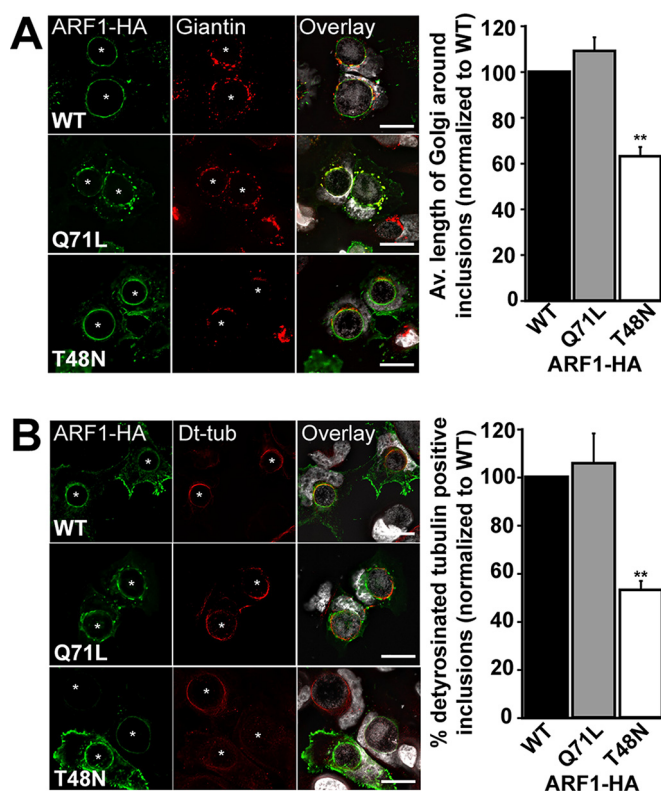 A
ARF1-HA Giantin Overlay
WT
Q71L
T48N
Av. length of Golgi around
inclusions (normalized to WT)
120
100
80
60
40
20
0
**
WT Q71L T48N
ARF1-HA
B
ARF1-HA Dt-tub Overlay
WT
Q71L
T48N
% detyrosinated tubulin positive
inclusions (normalized to WT)
120
100
80
60
40
20
0
**
WT Q71L T48N
ARF1-HA